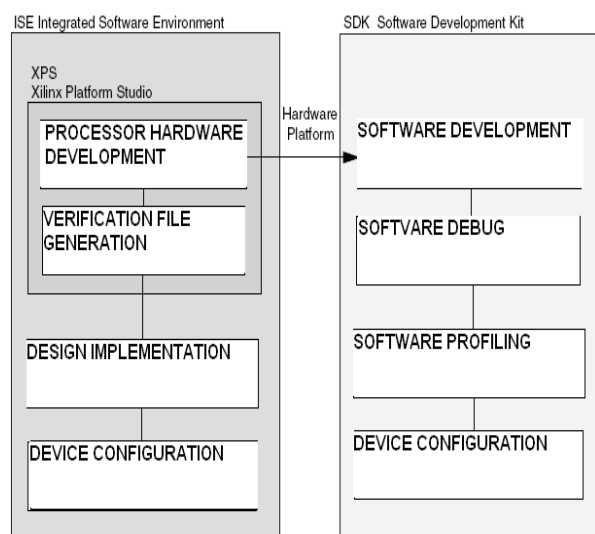 ISE Integrated Software Environment
XPS
Xilinx Platform Studio
PROCESSOR HARDWARE
DEVELOPMENT
VERIFICATION FILE
GENERATION
DESIGN IMPLEMENTATION
DEVICE CONFIGURATION
Hardware
Platform
SDK Software Development Kit
SOFTWARE DEVELOPMENT
SOFTVARE DEBUG
SOFTWARE PROFILING
DEVICE CONFIGURATION